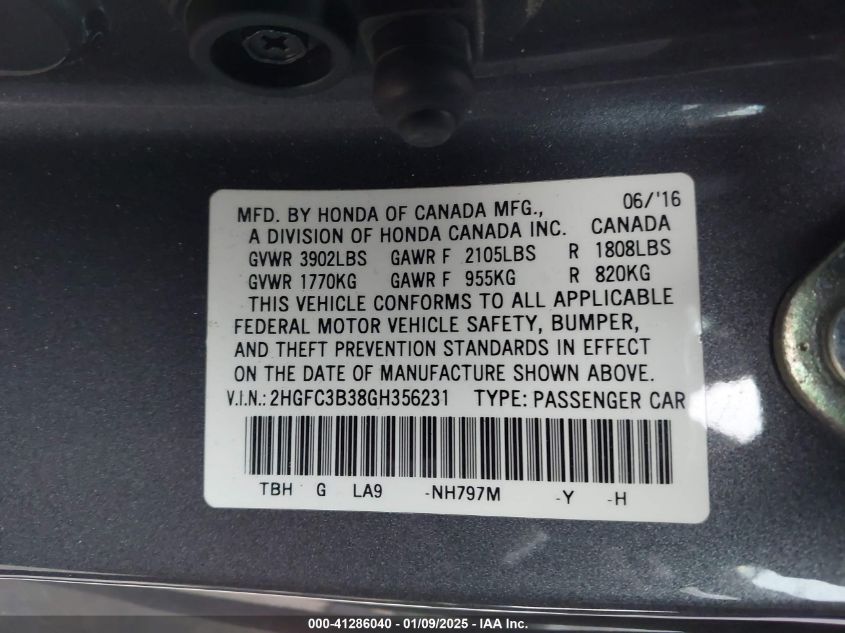 06/'16
MFD. BY HONDA OF CANADA MFG.,
A DIVISION OF HONDA CANADA INC. CANADA
GVWR 3902LBS GAWR F 2105LBS R 1808LBS
GVWR 1770KG GAWR F 955KG R 820KG
THIS VEHICLE CONFORMS TO ALL APPLICABLE
FEDERAL MOTOR VEHICLE SAFETY, BUMPER,
AND THEFT PREVENTION STANDARDS IN EFFECT
ON THE DATE OF MANUFACTURE SHOWN ABOVE.
V.I.N.: 2HGFC3B38GH356231 TYPE: PASSENGER CAR
TBH G LA9 -NH797M -Y -H
000-41286040 - 01/09/2025 - IAA Inc.